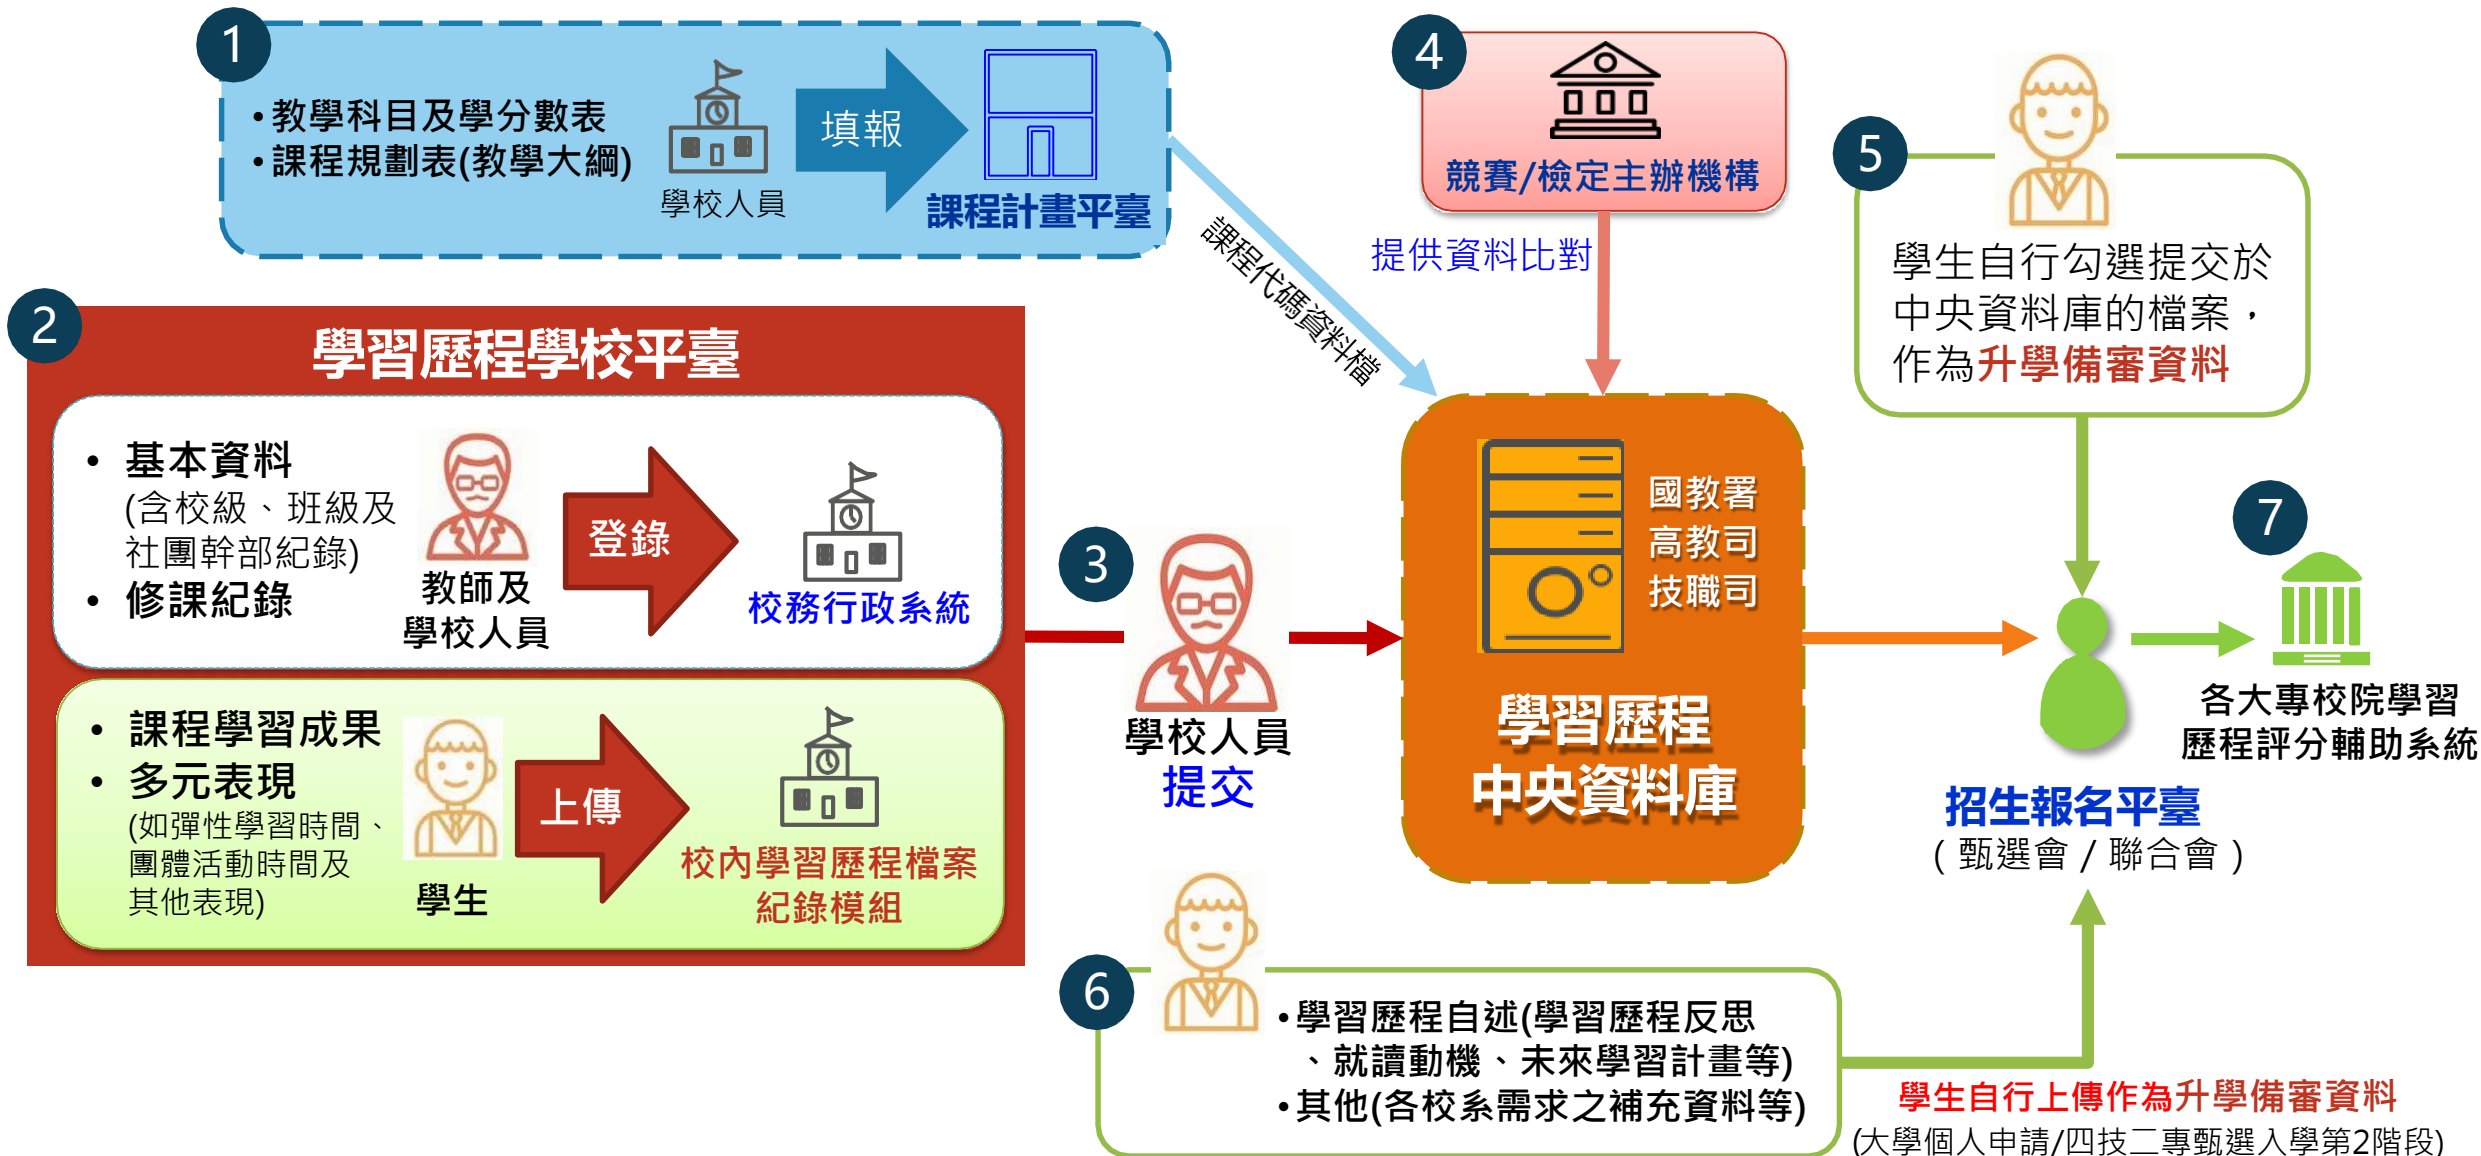 1
•教學科目及學分數表
•課程規劃表(教學大綱)
學校人員
填報
課程計畫平臺
課程代碼資料檔
2
學習歷程學校平臺
• 基本資料
(含校級、班級及
社團幹部紀錄)
• 修課紀錄
教師及
學校人員
登錄
校務行政系統
• 課程學習成果
• 多元表現
(如彈性學習時間、
團體活動時間及
其他表現)
學生
上傳
校內學習歷程檔案
紀錄模組
3
學校人員
提交
4
競賽/檢定主辦機構
提供資料比對
國教署
高教司
技職司
學習歷程
中央資料庫
5
學生自行勾選提交於
中央資料庫的檔案，
作為升學備審資料
6
•學習歷程自述(學習歷程反思
、就讀動機、未來學習計畫等)
•其他(各校系需求之補充資料等)
學生自行上傳作為升學備審資料
(大學個人申請/四技二專甄選入學第2階段)
招生報名平臺
(甄選會/聯合會)
7
各大專校院學習
歷程評分輔助系統